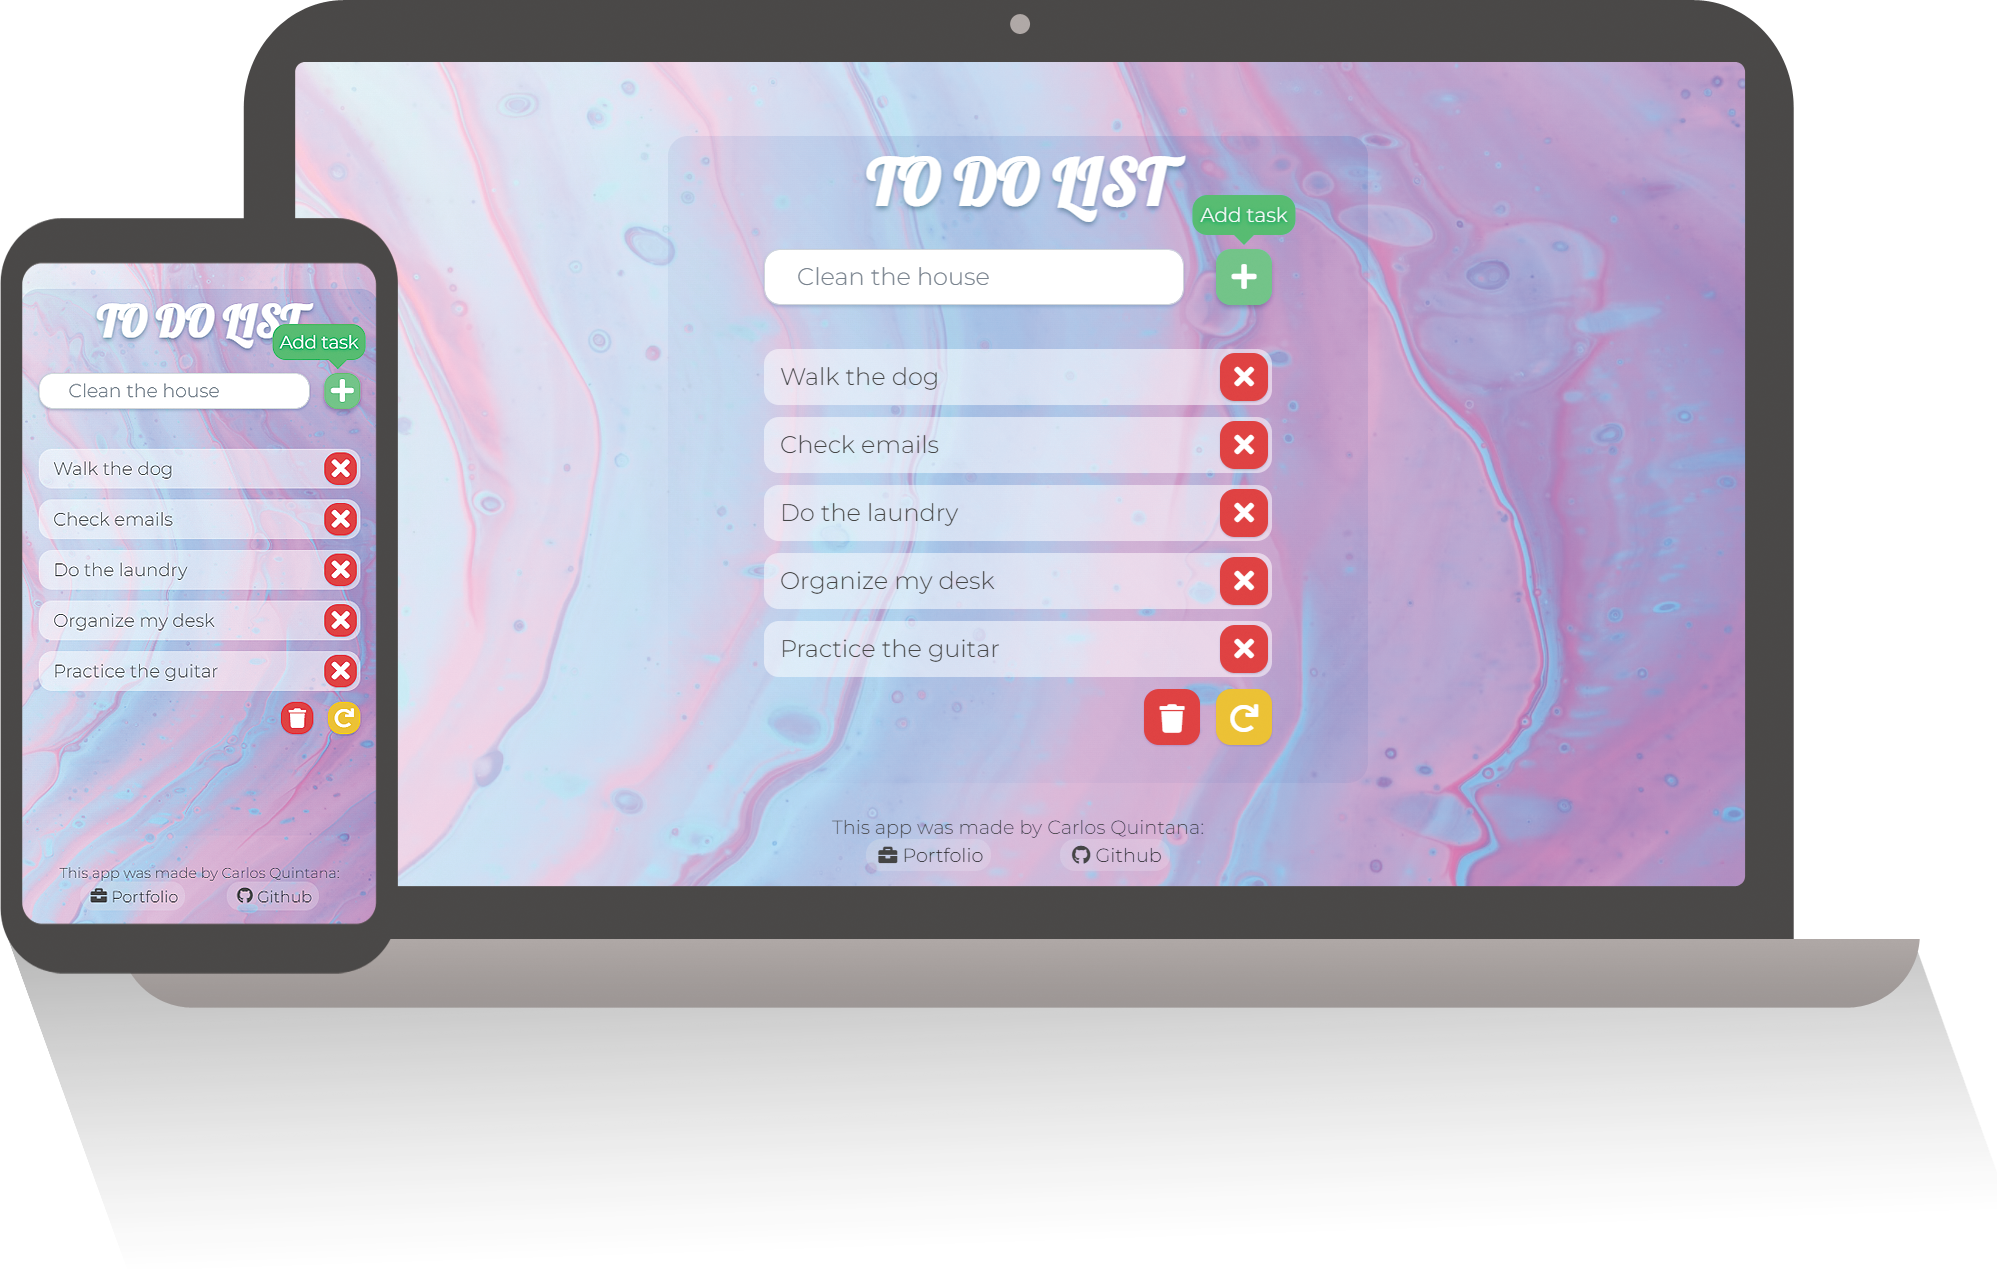 TO DO LIST
Add task
Clean the house
Walk the dog
Check emails
Do the laundry
Organize my desk
Practice the guitar
This app was made by Carlos Quintana:
Portfolio Github
TO DO LIST
Add task
Clean the house
Walk the dog
Check emails
Do the laundry
Organize my desk
Practice the guitar
This app was made by Carlos Quintana:
Portfolio Github